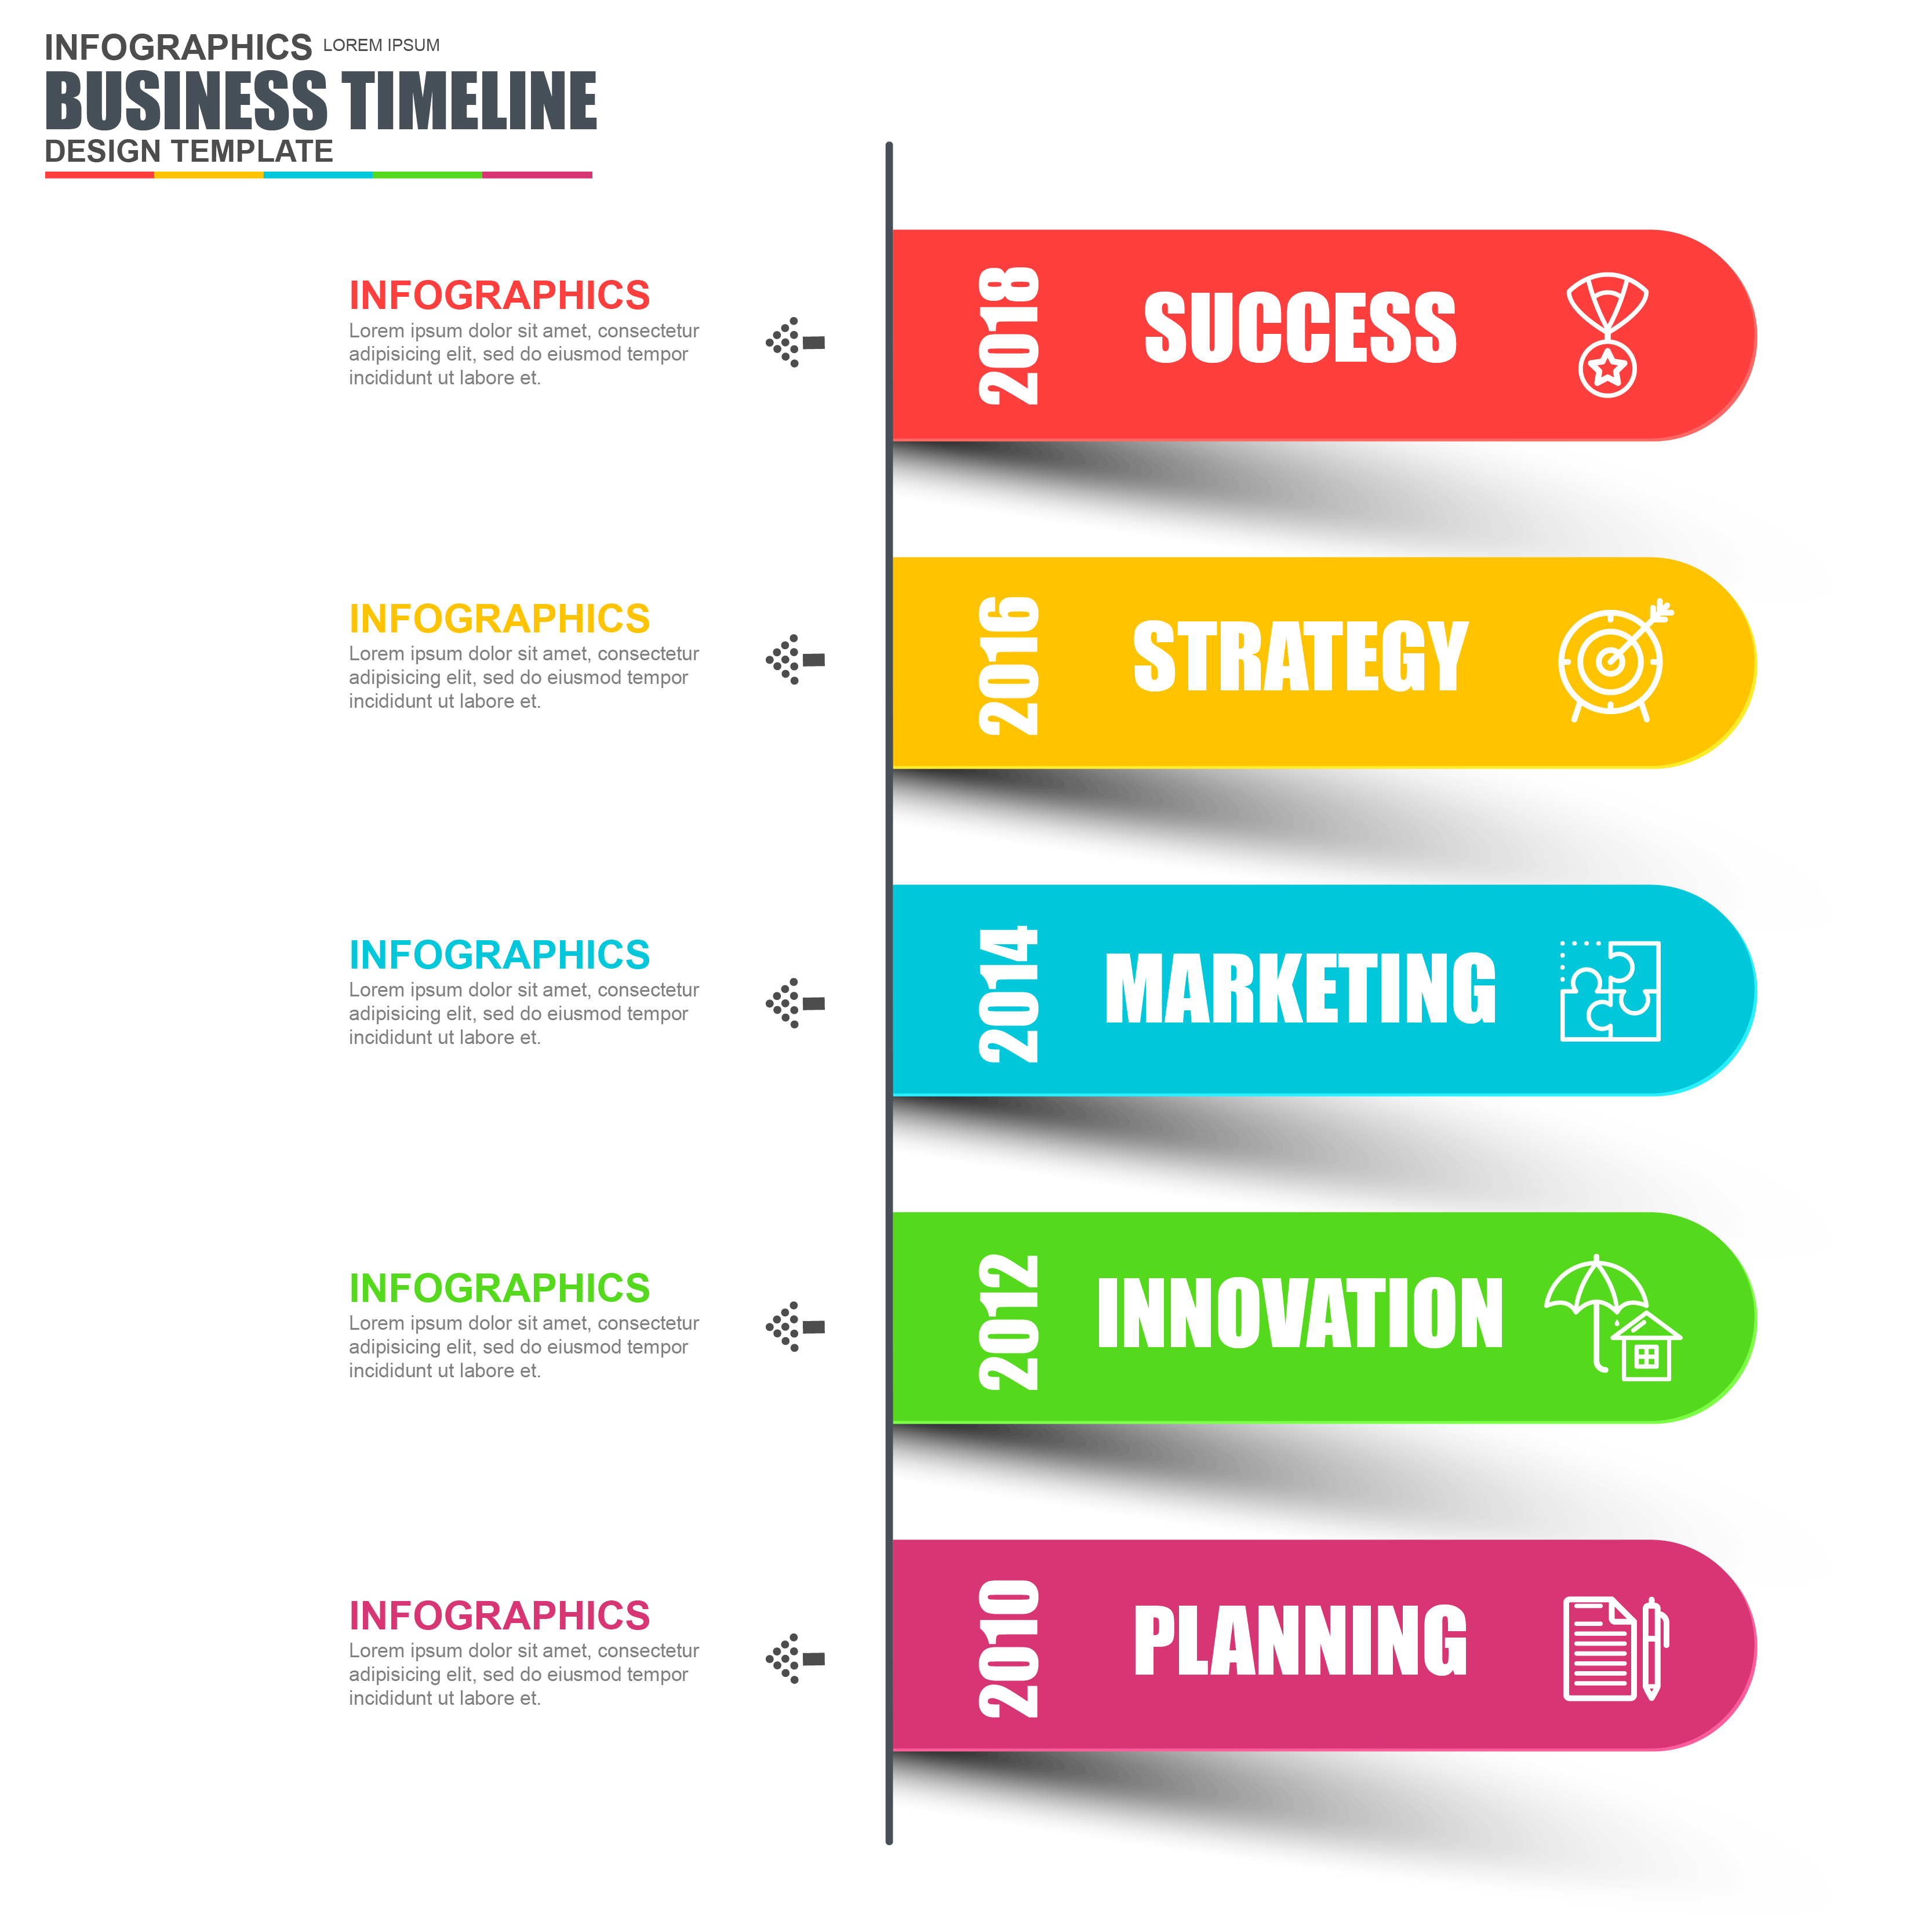 INFOGRAPHICS LOREM IPSUM
BUSINESS TIMELINE
DESIGN TEMPLATE
INFOGRAPHICS
Lorem ipsum dolor sit amet, consectetur
adipisicing elit, sed do eiusmod tempor
incididunt ut labore et.
2018
SUCCESS
INFOGRAPHICS
Lorem ipsum dolor sit amet, consectetur
adipisicing elit, sed do eiusmod tempor
incididunt ut labore et.
2016
STRATEGY
INFOGRAPHICS
Lorem ipsum dolor sit amet, consectetur
adipisicing elit, sed do eiusmod tempor
incididunt ut labore et.
2014
MARKETING
INFOGRAPHICS
Lorem ipsum dolor sit amet, consectetur
adipisicing elit, sed do eiusmod tempor
incididunt ut labore et.
2012
INNOVATION
INFOGRAPHICS
Lorem ipsum dolor sit amet, consectetur
adipisicing elit, sed do eiusmod tempor
incididunt ut labore et.
2010
PLANNING